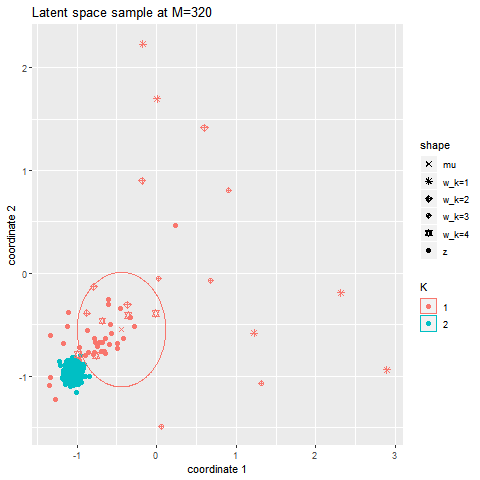 Latent space sample at M=320
coordinate 2
2
1
0
-1
-1
0
1
2
3
coordinate 1
shape
mu
w_k=1
w_k=2
w_k=3
w_k=4
z
K
1
2